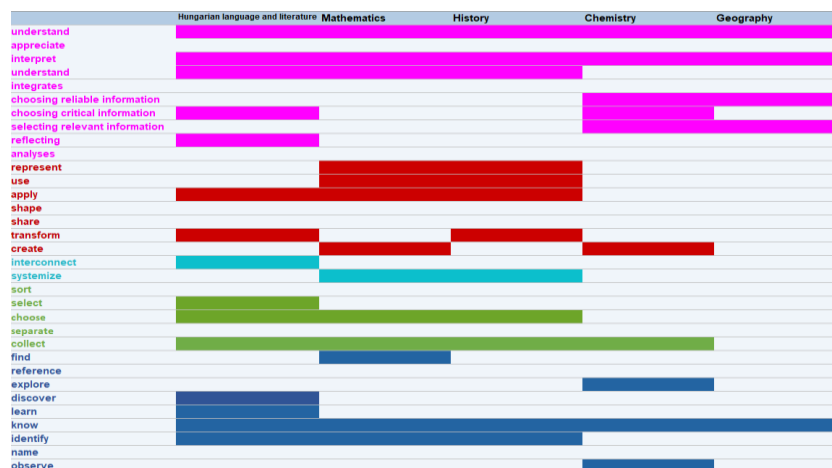 Hungarian language and literature Mathematics History Chemistry Geography
understand
appreciate
interpret
understand
integrates
choosing reliable information
choosing critical information
selecting relevant information
reflecting
analyses
represent
use
apply
shape
share
transform
create
interconnect
systemize
sort
select
choose
separate
collect
find
reference
explore
discover
learn
know
identify
name
observe